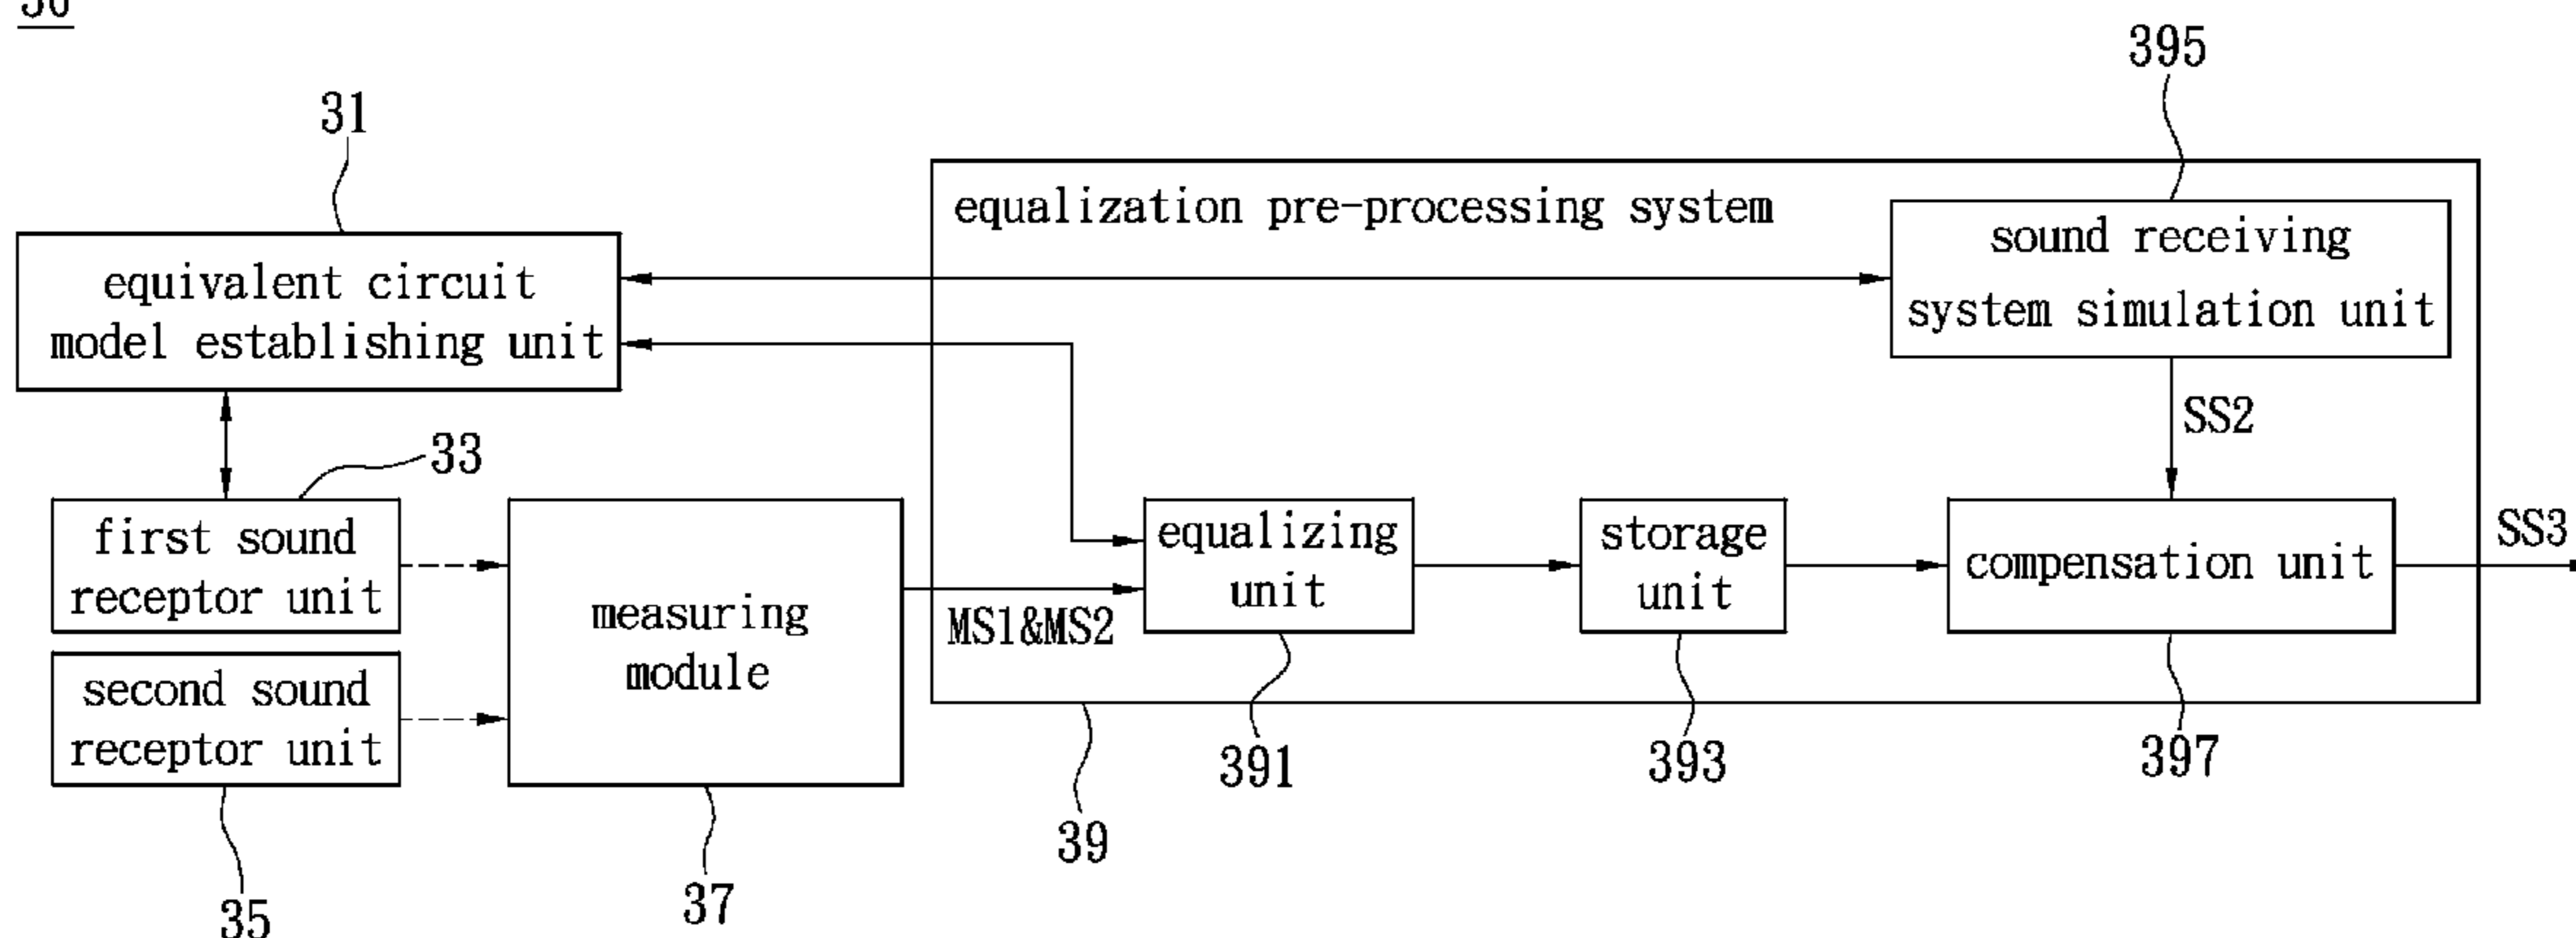 395
31
equalization pre-processing system
sound receiving
system simulation unit
equivalent circuit
model establishing unit
SS2
33
first sound
receptor unit
measuring
module
MS1&MS2
equalizing
unit
storage
unit
compensation unit
SS3
second sound
receptor unit
391
393
397
39
37
35